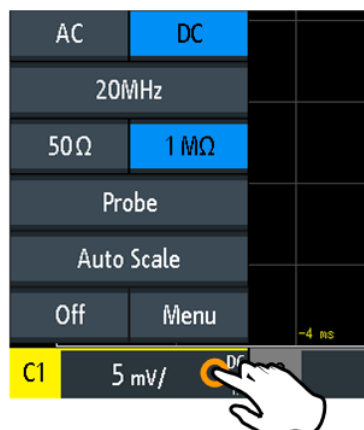 AC DC
20MHz
50Ω 1 MΩ
Probe
Auto Scale
Off Menu
-4 ms
C1 5 mV/ DC